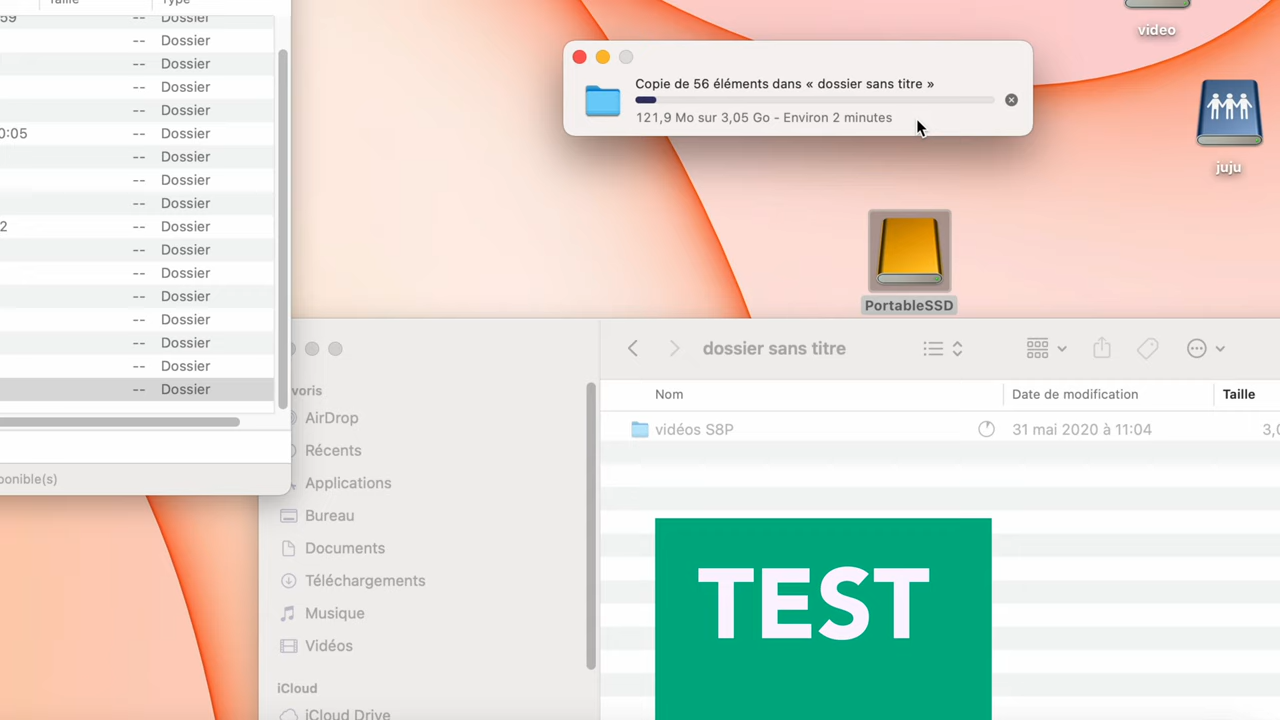 Taille
Type
59
-- Dossier
-- Dossier
-- Dossier
-- Dossier
-- Dossier
0:05 -- Dossier
-- Dossier
-- Dossier
-- Dossier
2 -- Dossier
-- Dossier
-- Dossier
-- Dossier
-- Dossier
-- Dossier
-- Dossier
-- Dossier
ponible(s)
Copie de 56 éléments dans « dossier sans titre »
121,9 Mo sur 3,05 Go - Environ 2 minutes
video
juju
PortableSSD
voris
AirDrop
Récents
Applications
Bureau
Documents
Téléchargements
Musique
Vidéos
iCloud
iCloud Drive
dossier sans titre
Nom Date de modification Taille
vidéos S8P 31 mai 2020 à 11:04 3,0
TEST